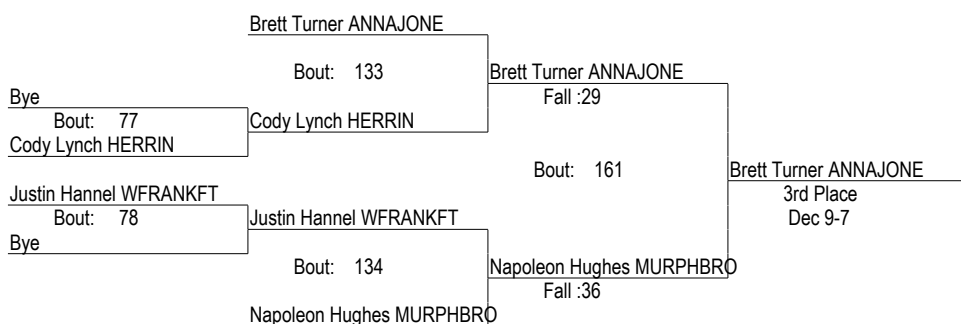 Brett Turner ANNAJONE
Bout: 133
Brett Turner ANNAJONE
Fall :29
Bye
Bout: 77
Cody Lynch HERRIN
Cody Lynch HERRIN
Bout: 161
Brett Turner ANNAJONE
3rd Place
Dec 9-7
Justin Hannel WFRANKFT
Bout: 78
Justin Hannel WFRANKFT
Bye
Bout: 134
Napoleon Hughes MURPHBRO
Fall :36
Napoleon Hughes MURPHBRO